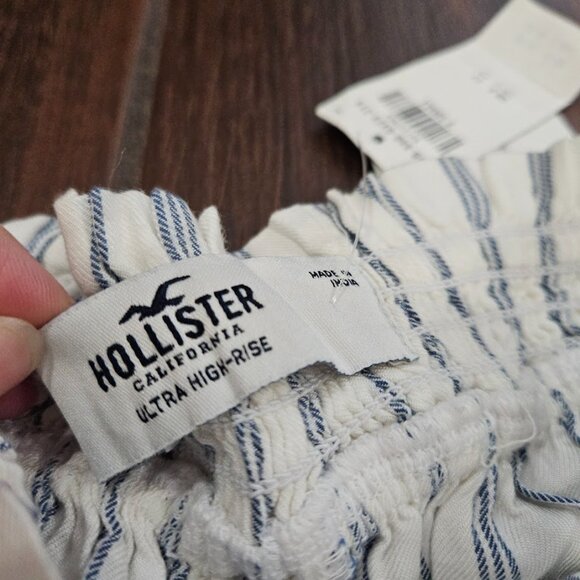 HOLLISTER
CALIFORNIA
ULTRA HIGH-RISE
MADE IN
INDIA